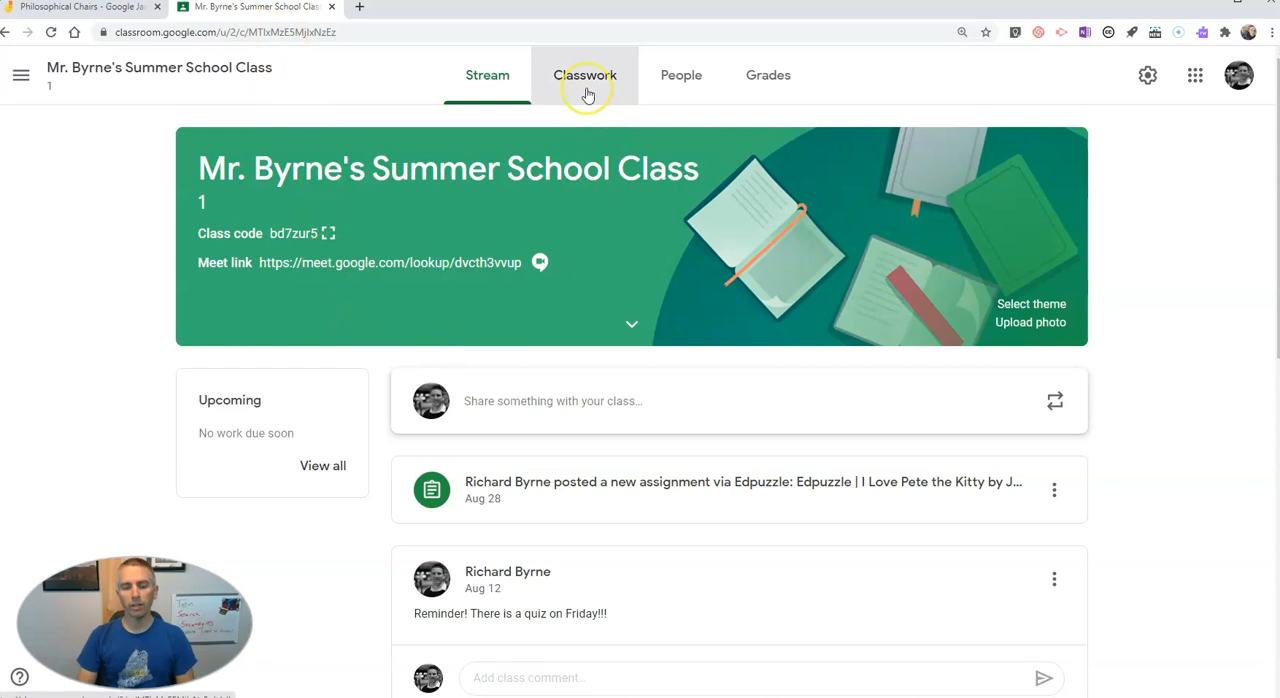 Philosophical Chairs - Google Ja
Mr. Byrne's Summer School Clas
classroom.google.com/u/2/c/MTIxMzE5MjIxNzEz
Mr. Byrne's Summer School Class
1
Stream
Classwork
People
Grades
Mr. Byrne's Summer School Class
1
Class code bd7zur5
Meet link https://meet.google.com/lookup/dvcth3vvup
Select theme
Upload photo
Upcoming
No work due soon
View all
Share something with your class...
Richard Byrne posted a new assignment via Edpuzzle: Edpuzzle | I Love Pete the Kitty by J...
Aug 28
Richard Byrne
Aug 12
Reminder! There is a quiz on Friday!!!
Add class comment...